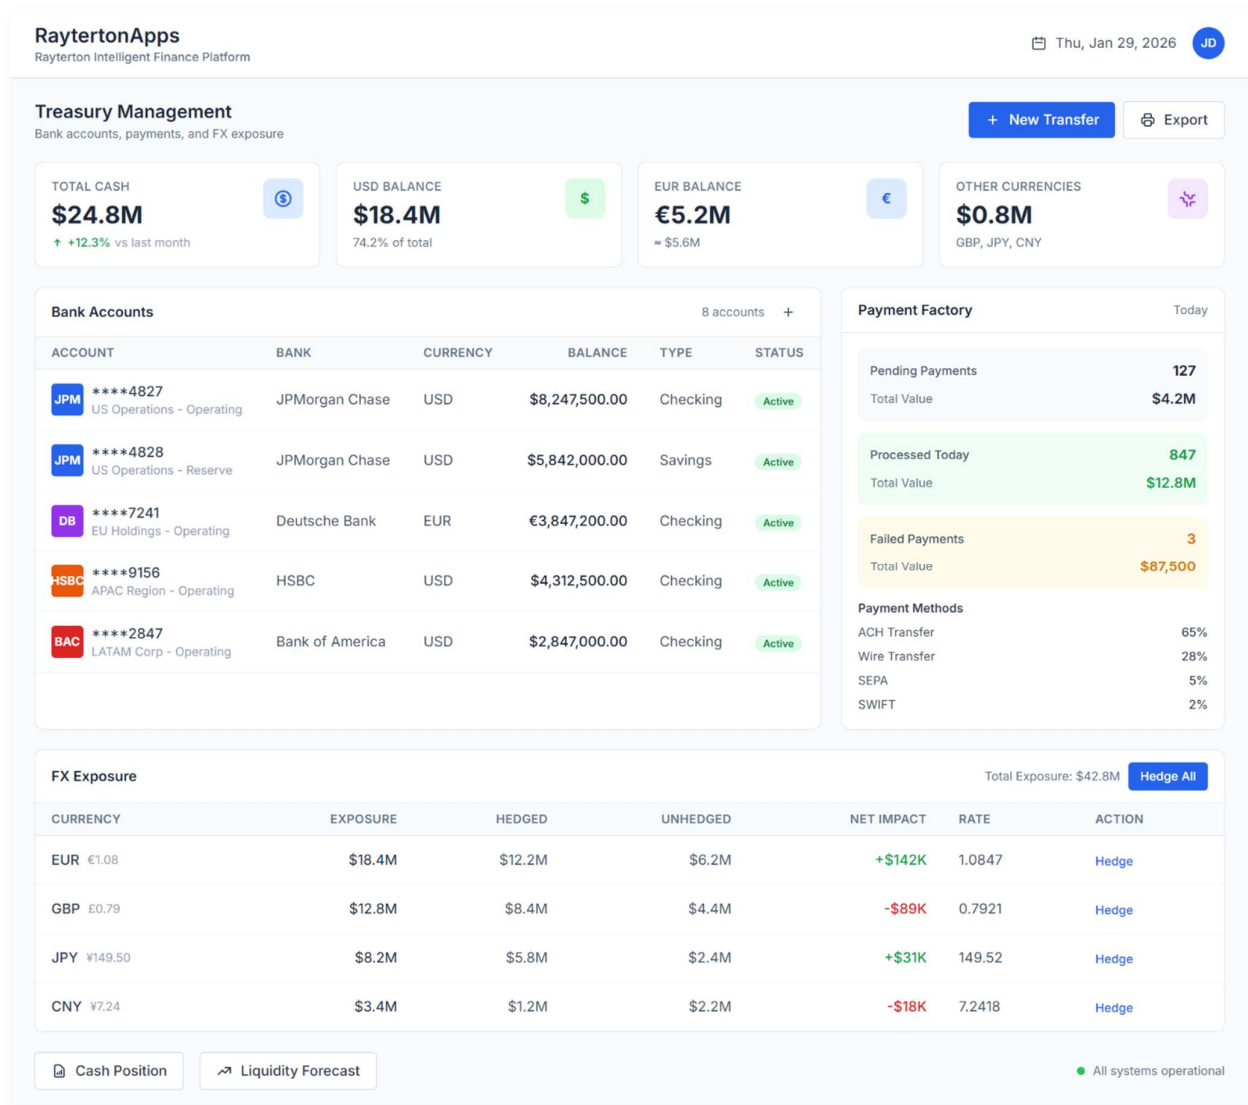 RaytertonApps
Rayterton Intelligent Finance Platform
Thu, Jan 29, 2026
JD
Treasury Management
Bank accounts, payments, and FX exposure
+ New Transfer
Export
TOTAL CASH
$24.8M
↑ +12.3% vs last month
$
USD BALANCE
$18.4M
74.2% of total
$
EUR BALANCE
€5.2M
≈ $5.6M
€
OTHER CURRENCIES
$0.8M
GBP, JPY, CNY
Bank Accounts
8 accounts +
ACCOUNT BANK CURRENCY BALANCE TYPE STATUS
JPM ****4827 JPMorgan Chase USD $8,247,500.00 Checking Active
US Operations - Operating
JPM ****4828 JPMorgan Chase USD $5,842,000.00 Savings Active
US Operations - Reserve
DB ****7241 Deutsche Bank EUR €3,847,200.00 Checking Active
EU Holdings - Operating
HSBC ****9156 HSBC USD $4,312,500.00 Checking Active
APAC Region - Operating
BAC ****2847 Bank of America USD $2,847,000.00 Checking Active
LATAM Corp - Operating
Payment Factory Today
Pending Payments 127
Total Value $4.2M
Processed Today 847
Total Value $12.8M
Failed Payments 3
Total Value $87,500
Payment Methods
ACH Transfer 65%
Wire Transfer 28%
SEPA 5%
SWIFT 2%
FX Exposure
Total Exposure: $42.8M Hedge All
CURRENCY EXPOSURE HEDGED UNHEDGED NET IMPACT RATE ACTION
EUR €1.08 $18.4M $12.2M $6.2M +$142K 1.0847 Hedge
GBP £0.79 $12.8M $8.4M $4.4M -$89K 0.7921 Hedge
JPY ¥149.50 $8.2M $5.8M $2.4M +$31K 149.52 Hedge
CNY ¥7.24 $3.4M $1.2M $2.2M -$18K 7.2418 Hedge
Cash Position
Liquidity Forecast
All systems operational